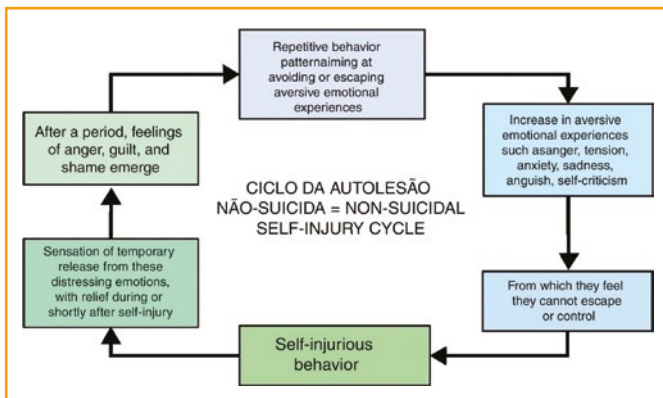 Repetitive behavior
patternaiming at
avoiding or escaping
aversive emotional
experiences
Increase in aversive
emotional experiences
such asanger, tension,
anxiety, sadness,
anguish, self-criticism
From which they feel
they cannot escape
or control
Self-injurious
behavior
Sensation of temporary
release from these
distressing emotions,
with relief during or
shortly after self-injury
After a period, feelings
of anger, guilt, and
shame emerge
CICLO DA AUTOLESÃO
NÃO-SUICIDA = NON-SUICIDAL
SELF-INJURY CYCLE